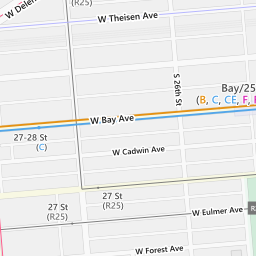 (R25)
W Theisen Ave
W Delen
S 26th St
Bay/25
(B, C, CE, F,
W Bay Ave
27-28 St
(C)
W Cadwin Ave
27 St
(R25)
27 St
(R25)
W Eulmer Ave
R
W Forest Ave